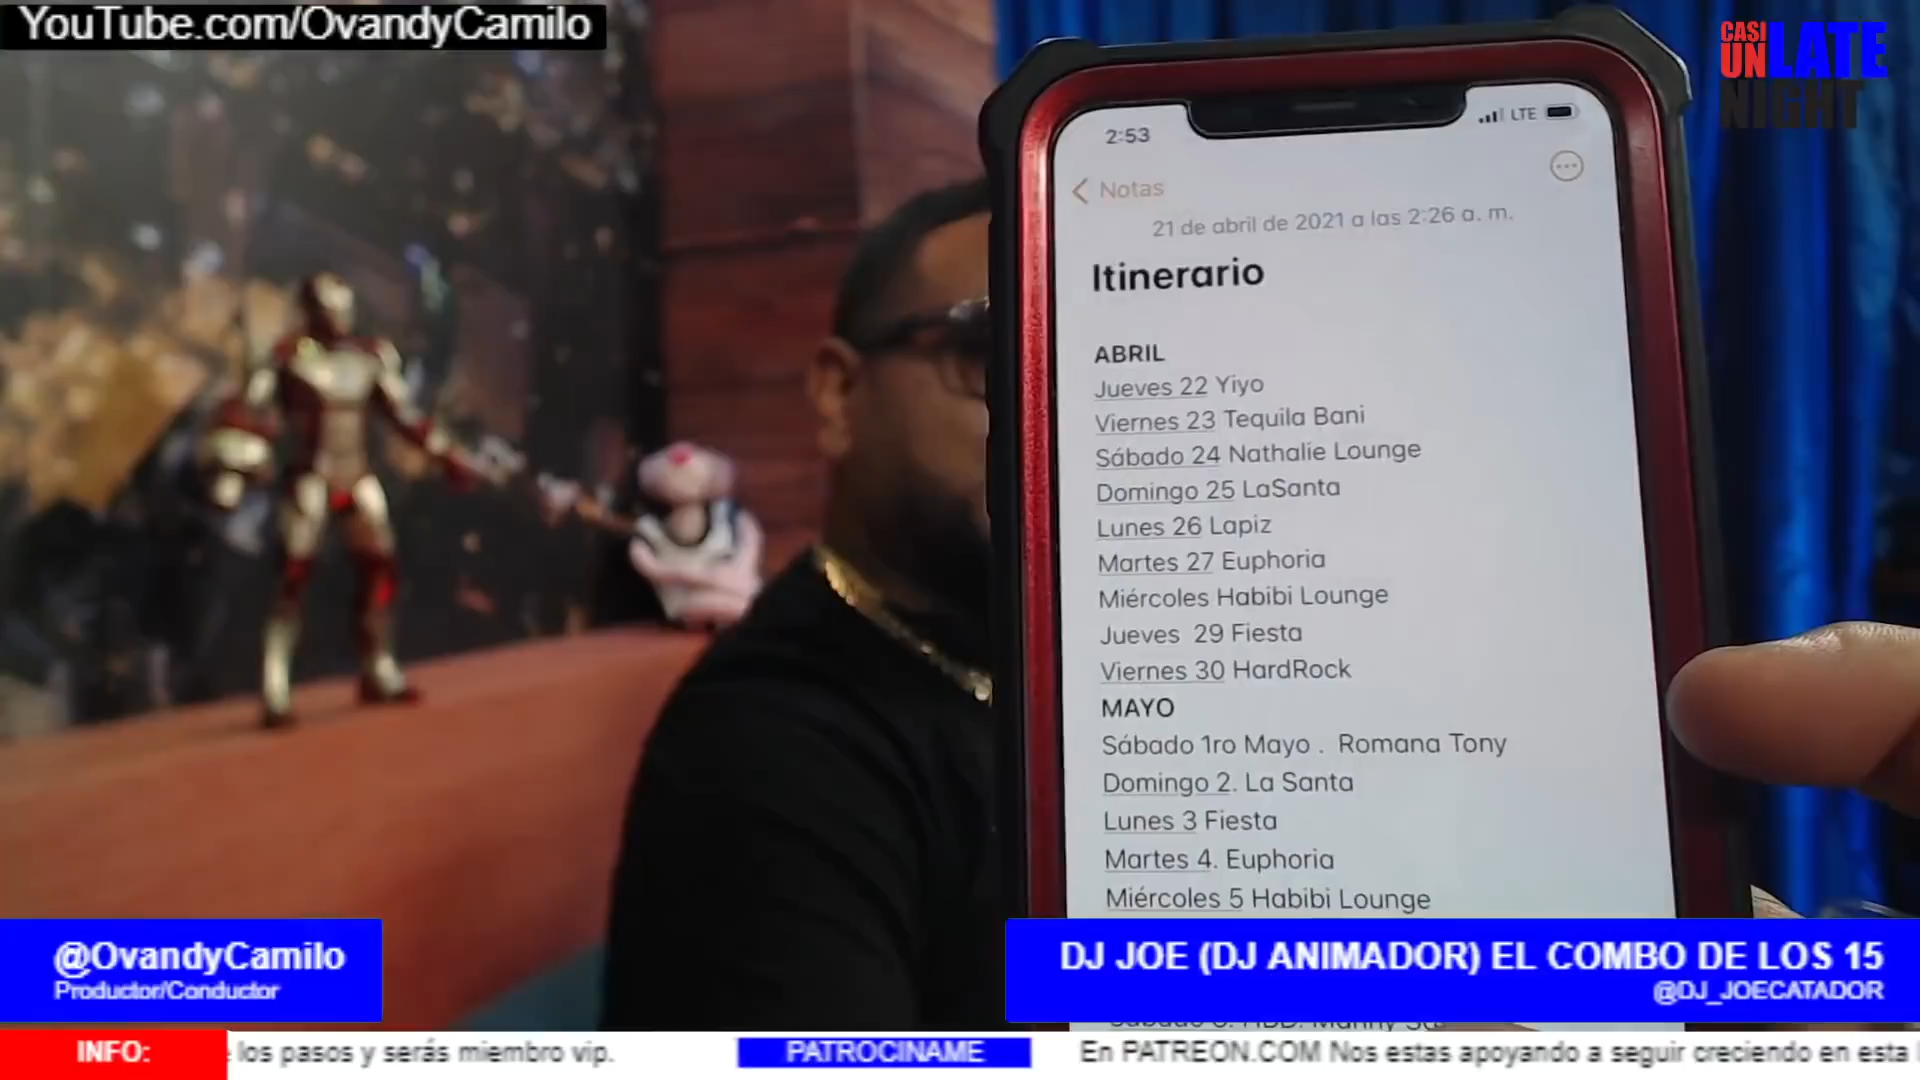 YouTube.com/OvandyCamilo
CASI
UN LATE
NIGHT
2:53
LTE
Notas
21 de abril de 2021 a las 2:26 a. m.
Itinerario
ABRIL
Jueves 22 Yiyo
Viernes 23 Tequila Bani
Sábado 24 Nathalie Lounge
Domingo 25 LaSanta
Lunes 26 Lapiz
Martes 27 Euphoria
Miércoles Habibi Lounge
Jueves 29 Fiesta
Viernes 30 HardRock
MAYO
Sábado 1ro Mayo . Romana Tony
Domingo 2. La Santa
Lunes 3 Fiesta
Martes 4. Euphoria
Miércoles 5 Habibi Lounge
@OvandyCamilo
Productor/Conductor
DJ JOE (DJ ANIMADOR) EL COMBO DE LOS 15
@DJ_JOECATADOR
INFO: los pasos y serás miembro vip. PATROCINAME En PATREON.COM Nos estas apoyando a seguir creciendo en esta